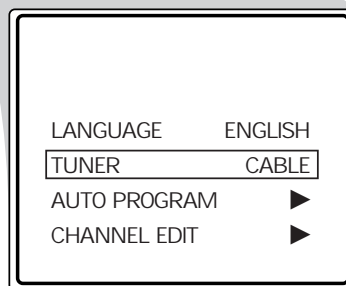 LANGUAGE ENGLISH
TUNER CABLE
AUTO PROGRAM ▶
CHANNEL EDIT ▶